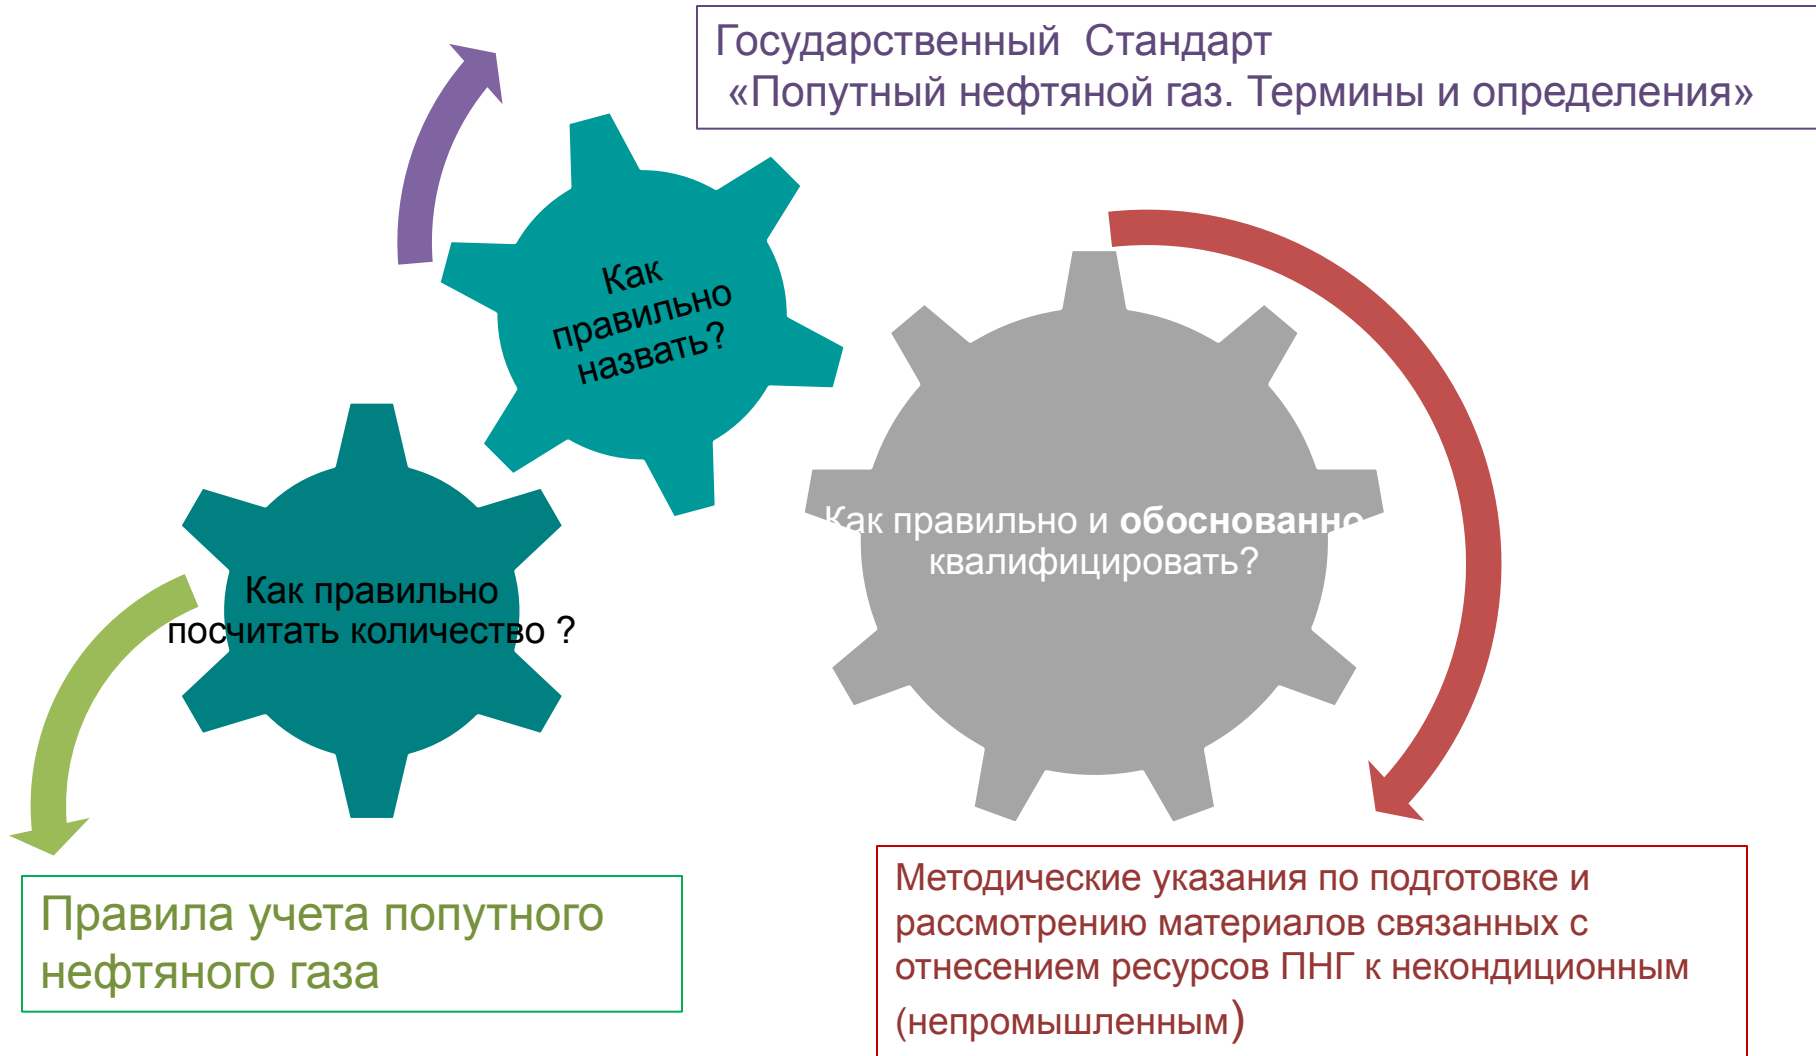 Государственный Стандарт
«Попутный нефтяной газ. Термины и определения»
Как
правильно
назвать?
Как правильно и обоснованно
квалифицировать?
Как правильно
посчитать количество ?
Правила учета попутного
нефтяного газа
Методические указания по подготовке и
рассмотрению материалов связанных с
отнесением ресурсов ПНГ к некондиционным
(непромышленным)